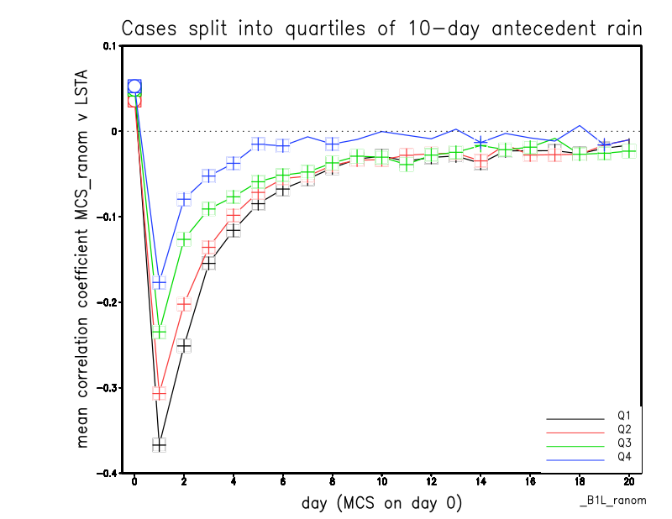 Cases split into quartiles of 10-day antecedent rain
mean correlation coefficient MCS_ranom v LSTA
0.1
0
-0.1
-0.2
-0.3
-0.4
0 2 4 6 8 10 12 14 16 18 20
day (MCS on day 0)
Q1
Q2
Q3
Q4
_B1L_ranom